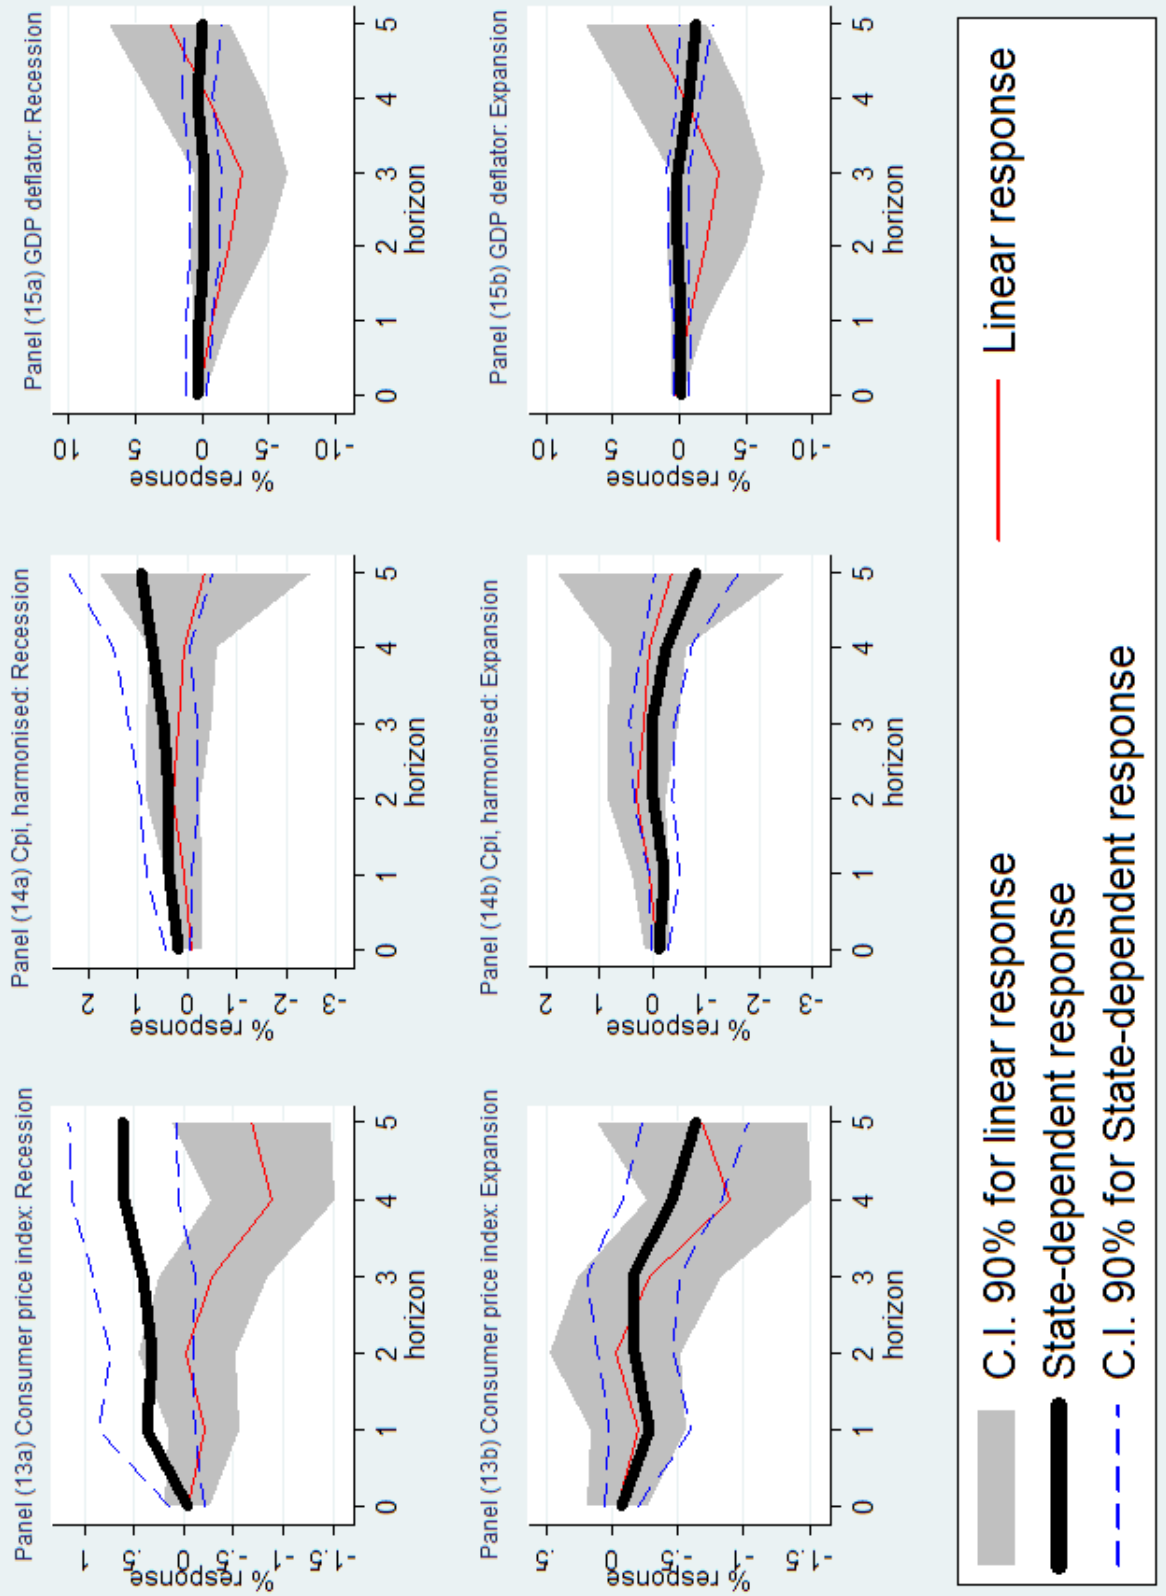 Panel (13a) Consumer price index: Recession
% response
1
.5
0
-.5
-1
-1.5
0 1 2 3 4 5
horizon
Panel (14a) Cpi, harmonised: Recession
% response
2
1
0
-1
-2
-3
0 1 2 3 4 5
horizon
Panel (15a) GDP deflator: Recession
% response
10
5
0
-5
-10
0 1 2 3 4 5
horizon
Panel (13b) Consumer price index: Expansion
% response
.5
0
-.5
-1
-1.5
0 1 2 3 4 5
horizon
Panel (14b) Cpi, harmonised: Expansion
% response
2
1
0
-1
-2
-3
0 1 2 3 4 5
horizon
Panel (15b) GDP deflator: Expansion
% response
10
5
0
-5
-10
0 1 2 3 4 5
horizon
C.I. 90% for linear response
Linear response
State-dependent response
C.I. 90% for State-dependent response